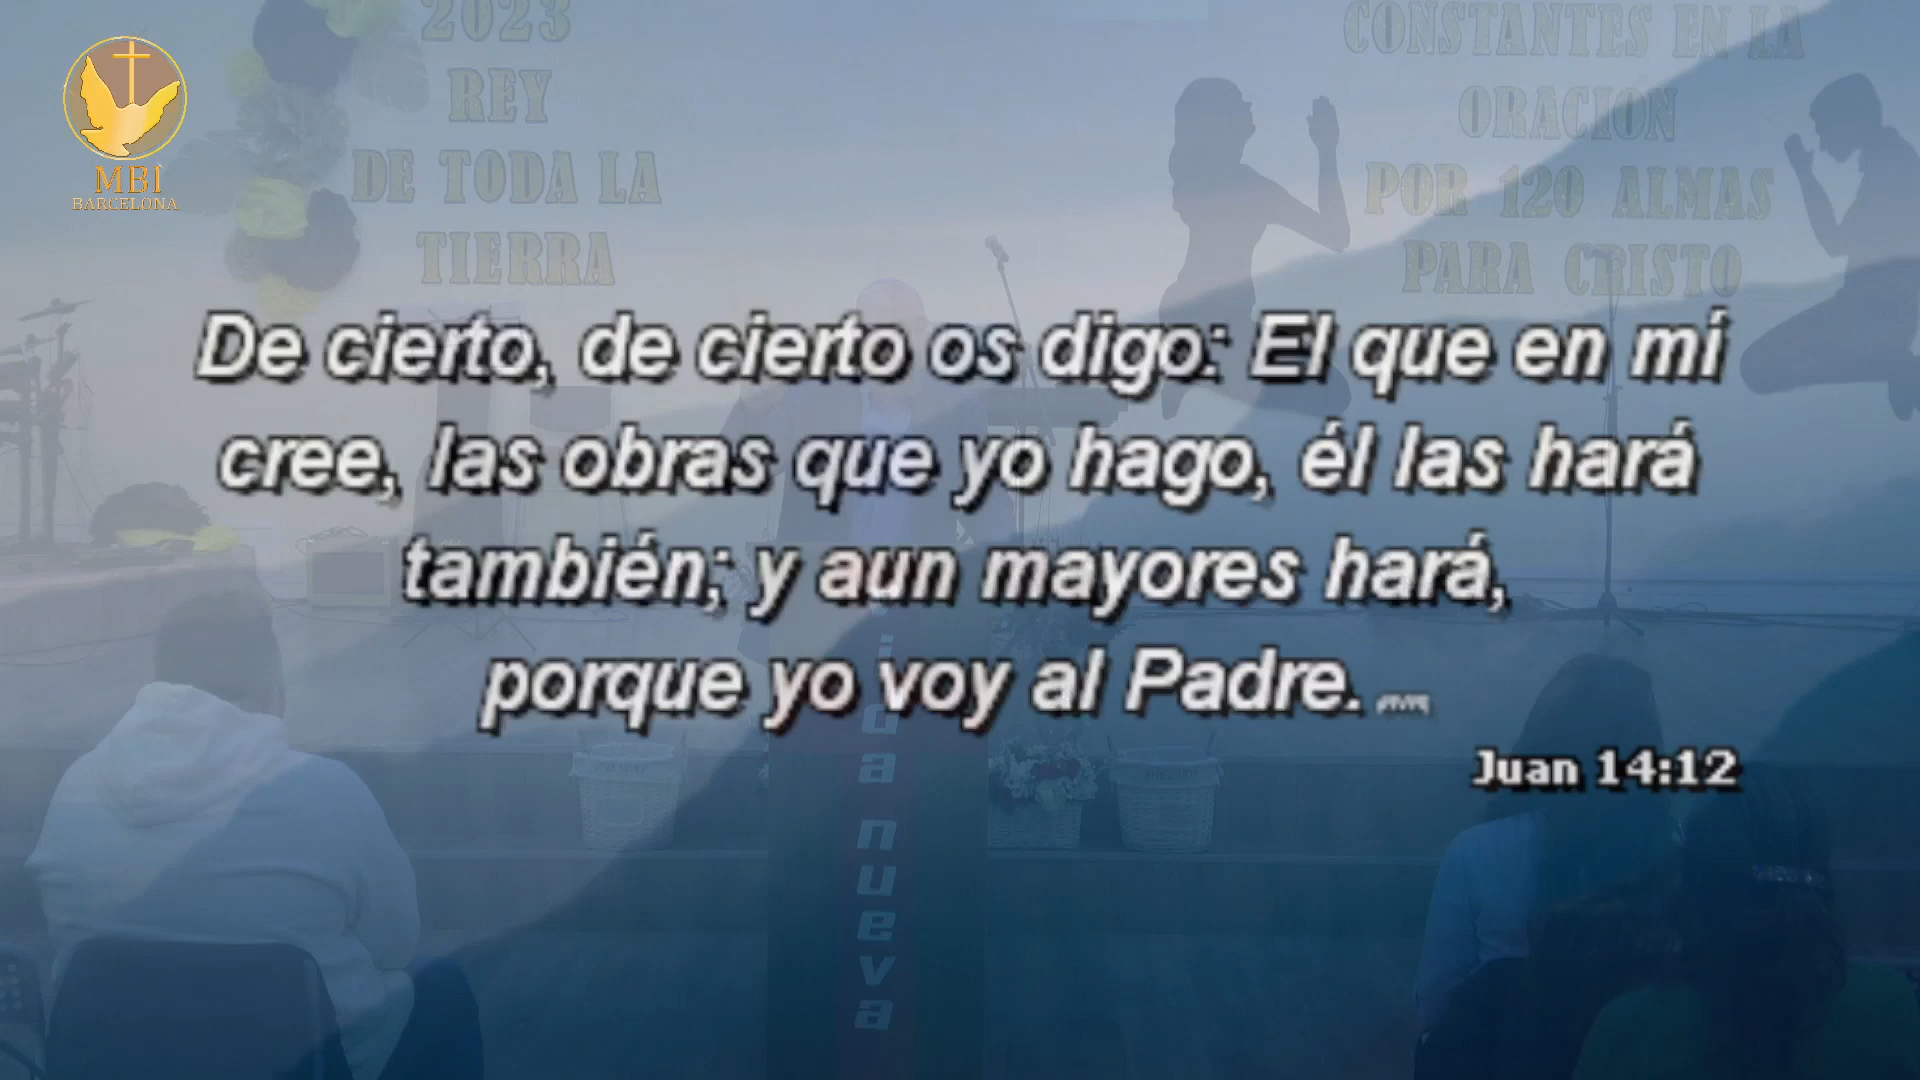 2023
REY
DE TODA LA
TIERRA
CONSTANTES EN LA
ORACION
POR 120 ALMAS
PARA CRISTO
MBI
BARCELONA
De cierto, de cierto os digo: El que en mí
cree, las obras que yo hago, él las hará
también; y aun mayores hará,
porque yo voy al Padre.
Juan 14:12
ida nueva